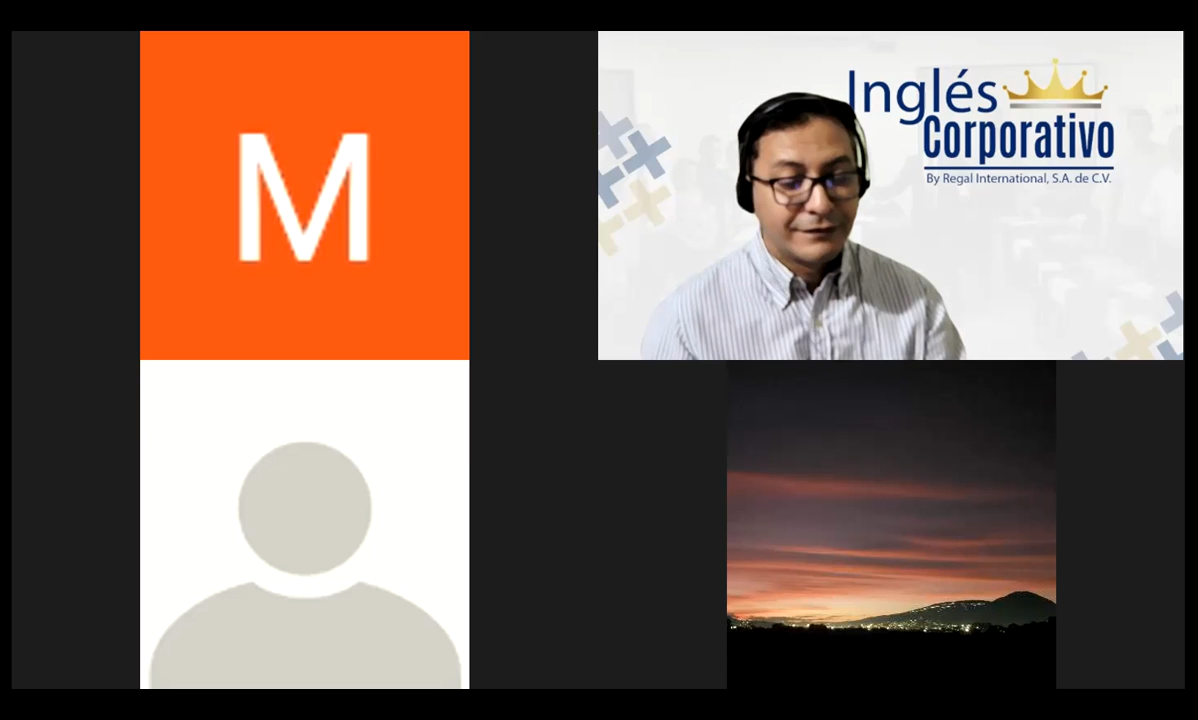 M
Inglés
Corporativo
By Regal International, S.A. de C.V.